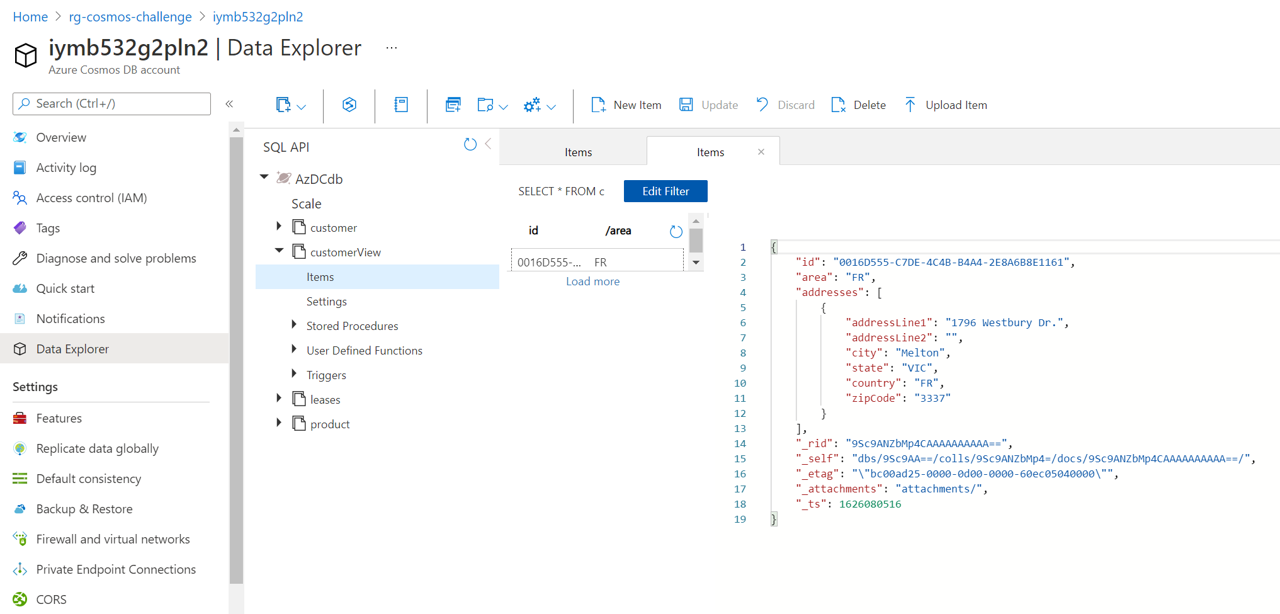 Home > rg-cosmos-challenge > iymb532g2pln2
iymb532g2pln2 | Data Explorer ...
Azure Cosmos DB account
Search (Ctrl+/)
«
Overview
Activity log
Access control (IAM)
Tags
Diagnose and solve problems
Quick start
Notifications
Data Explorer
Settings
Features
Replicate data globally
Default consistency
Backup & Restore
Firewall and virtual networks
Private Endpoint Connections
CORS
New Item
Update
Discard
Delete
Upload Item
SQL API
AzDCdb
Scale
customer
customerView
Items
Settings
Stored Procedures
User Defined Functions
Triggers
leases
product
Items
Items ×
SELECT * FROM c
Edit Filter
id /area
0016D555-... FR
Load more
1 {
2 "id": "0016D555-C7DE-4C4B-B4A4-2E8A6B8E1161",
3 "area": "FR",
4 "addresses": [
5 {
6 "addressLine1": "1796 Westbury Dr.",
7 "addressLine2": "",
8 "city": "Melton",
9 "state": "VIC",
10 "country": "FR",
11 "zipCode": "3337"
12 }
13 ],
14 "_rid": "9Sc9ANZbMp4CAAAAAAAAAA==",
15 "_self": "dbs/9Sc9AA==/colls/9Sc9ANZbMp4=/docs/9Sc9ANZbMp4CAAAAAAAAAA==/",
16 "_etag": "\"bc00ad25-0000-0d00-0000-60ec05040000\"",
17 "_attachments": "attachments/",
18 "_ts": 1626080516
19 }